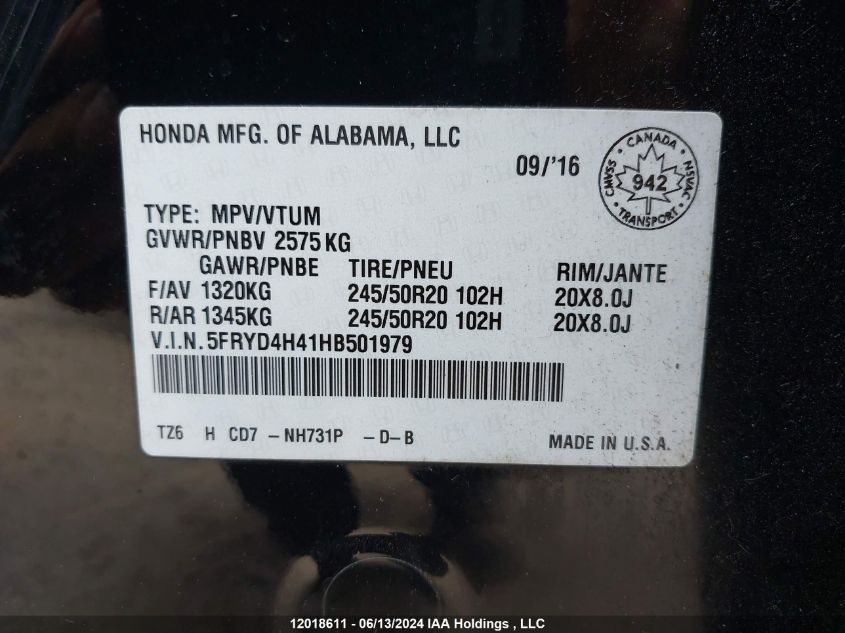 HONDA MFG. OF ALABAMA, LLC
09/'16
CANADA
CMVSS
942
NSVAC
TRANSPORT
TYPE: MPV/VTUM
GVWR/PNBV 2575KG
GAWR/PNBE TIRE/PNEU RIM/JANTE
F/AV 1320KG 245/50R20 102H 20X8.0J
R/AR 1345KG 245/50R20 102H 20X8.0J
V.I.N. 5FRYD4H41HB501979
TZ6 H CD7 -NH731P -D-B MADE IN U.S.A.
12018611 - 06/13/2024 IAA Holdings , LLC